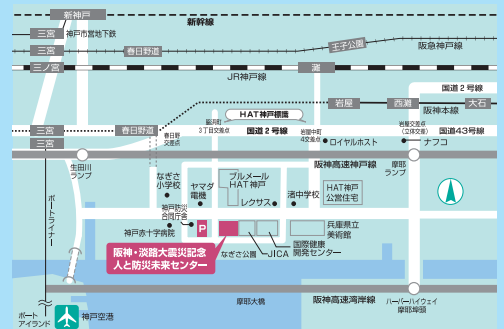 新神戸
新幹線
三宮
神戸市営地下鉄
三宮
春日野道
王子公園
阪急神戸線
三ノ宮
灘
JR神戸線
国道2号線
岩屋
西灘
大石
阪本線
HAT神戸標識
脇浜町
3丁目交差点
国道2号線
岩屋中町
4交差点
岩屋交差点
(立体交差)
国道43号線
三宮
春日野道
春日野
交差点
ロイヤルホスト
ナフコ
三宮
阪神高速神戸線
生田川
ランプ
摩耶
ランプ
なぎさ
小学校
ヤマダ
電機
ブルメール
HAT神戸
渚中学校
HAT神戸
公営住宅
レクサス
ポートライナー
神戸防災
合同庁舎
神戸赤十字病院
P
兵庫県立
美術館
国際健康
開発センター
JICA
なぎさ公園
阪神・淡路大震災記念
人と防災未来センター
摩耶大橋
阪神高速湾岸線
ハーバーハイウェイ
摩耶埠頭
ポート
アイランド
神戸空港